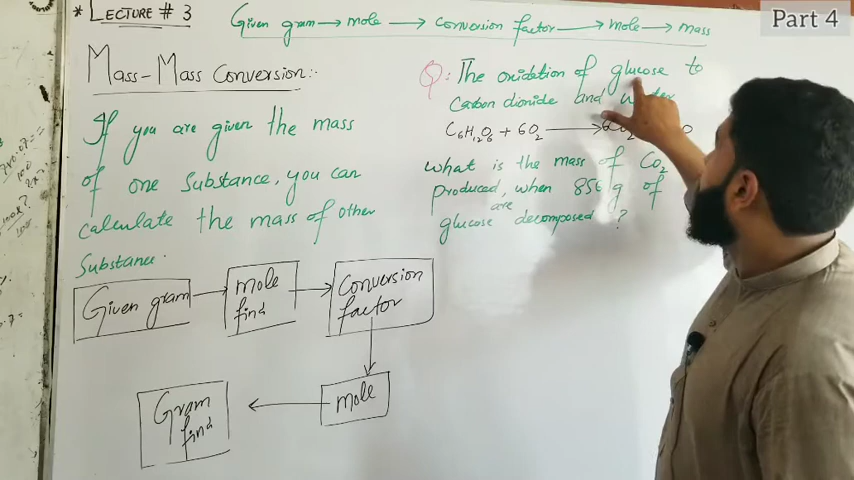 * LECTURE # 3
Given gram → mole → conversion factor → mole → mass
Part 4
Mass-Mass Conversion:-
If you are given the mass
of one substance, you can
calculate the mass of other
substance.
Given gram → mole find → Conversion factor
Gram find ← mole
Q: The oxidation of glucose to
Carbon dioxide and
C₆H₁₂O₆ + 6O₂ →
what is the mass of Co₂
produced, when 856 g of
are
glucose decomposed ?